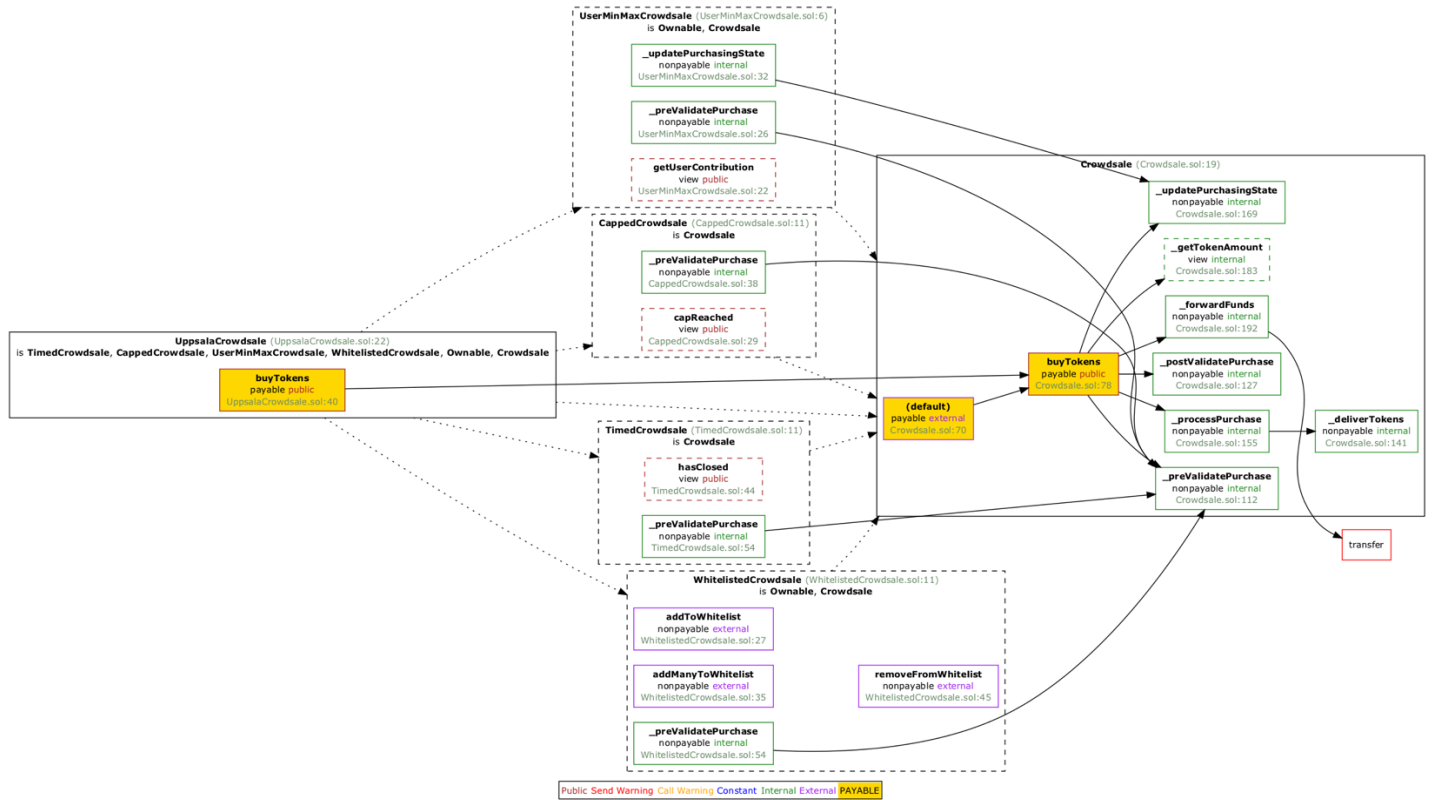 UserMinMaxCrowdsale (UserMinMaxCrowdsale.sol:6)
is Ownable, Crowdsale
_updatePurchasingState
nonpayable internal
UserMinMaxCrowdsale.sol:32
_preValidatePurchase
nonpayable internal
UserMinMaxCrowdsale.sol:26
getUserContribution
view public
UserMinMaxCrowdsale.sol:22
CappedCrowdsale (CappedCrowdsale.sol:11)
is Crowdsale
_preValidatePurchase
nonpayable internal
CappedCrowdsale.sol:38
capReached
view public
CappedCrowdsale.sol:29
UppsalaCrowdsale (UppsalaCrowdsale.sol:22)
is TimedCrowdsale, CappedCrowdsale, UserMinMaxCrowdsale, WhitelistedCrowdsale, Ownable, Crowdsale
buyTokens
payable public
UppsalaCrowdsale.sol:40
TimedCrowdsale (TimedCrowdsale.sol:11)
is Crowdsale
hasClosed
view public
TimedCrowdsale.sol:44
_preValidatePurchase
nonpayable internal
TimedCrowdsale.sol:54
WhitelistedCrowdsale (WhitelistedCrowdsale.sol:11)
is Ownable, Crowdsale
addToWhitelist
nonpayable external
WhitelistedCrowdsale.sol:27
addManyToWhitelist
nonpayable external
WhitelistedCrowdsale.sol:35
removeFromWhitelist
nonpayable external
WhitelistedCrowdsale.sol:45
_preValidatePurchase
nonpayable internal
WhitelistedCrowdsale.sol:54
Crowdsale (Crowdsale.sol:19)
_updatePurchasingState
nonpayable internal
Crowdsale.sol:169
_getTokenAmount
view internal
Crowdsale.sol:183
_forwardFunds
nonpayable internal
Crowdsale.sol:192
buyTokens
payable public
Crowdsale.sol:78
_postValidatePurchase
nonpayable internal
Crowdsale.sol:127
(default)
payable external
Crowdsale.sol:70
_processPurchase
nonpayable internal
Crowdsale.sol:155
_deliverTokens
nonpayable internal
Crowdsale.sol:141
_preValidatePurchase
nonpayable internal
Crowdsale.sol:112
transfer
Public Send Warning Call Warning Constant Internal External PAYABLE